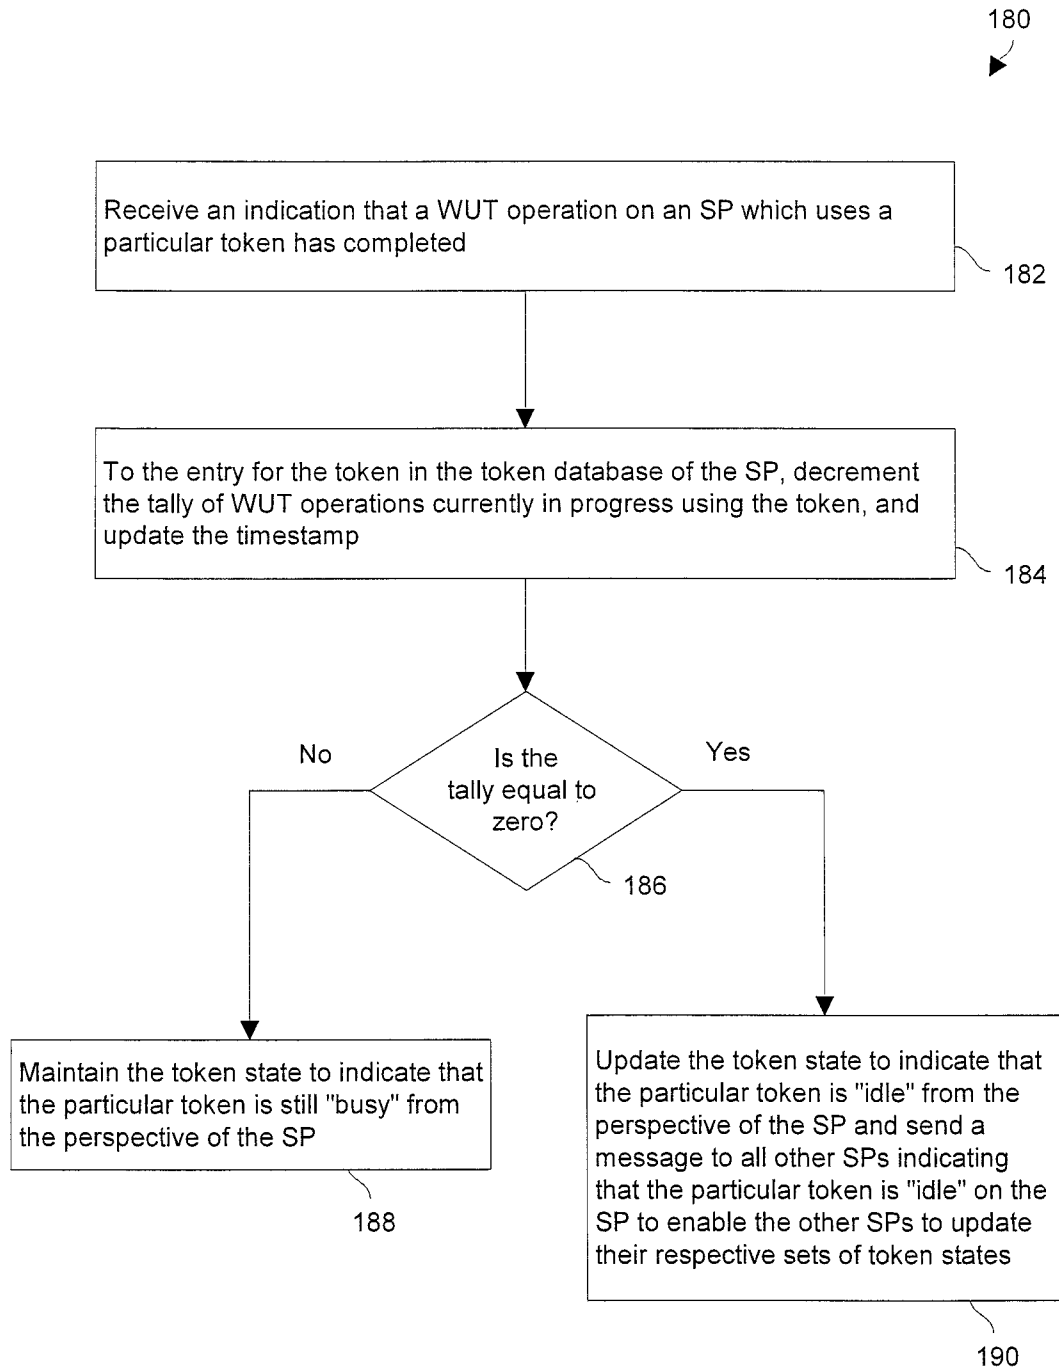 180
Receive an indication that a WUT operation on an SP which uses a
particular token has completed
182
To the entry for the token in the token database of the SP, decrement
the tally of WUT operations currently in progress using the token, and
update the timestamp
184
No
Is the
tally equal to
zero?
Yes
186
Maintain the token state to indicate that
the particular token is still "busy" from
the perspective of the SP
188
Update the token state to indicate that
the particular token is "idle" from the
perspective of the SP and send a
message to all other SPs indicating
that the particular token is "idle" on the
SP to enable the other SPs to update
their respective sets of token states
190